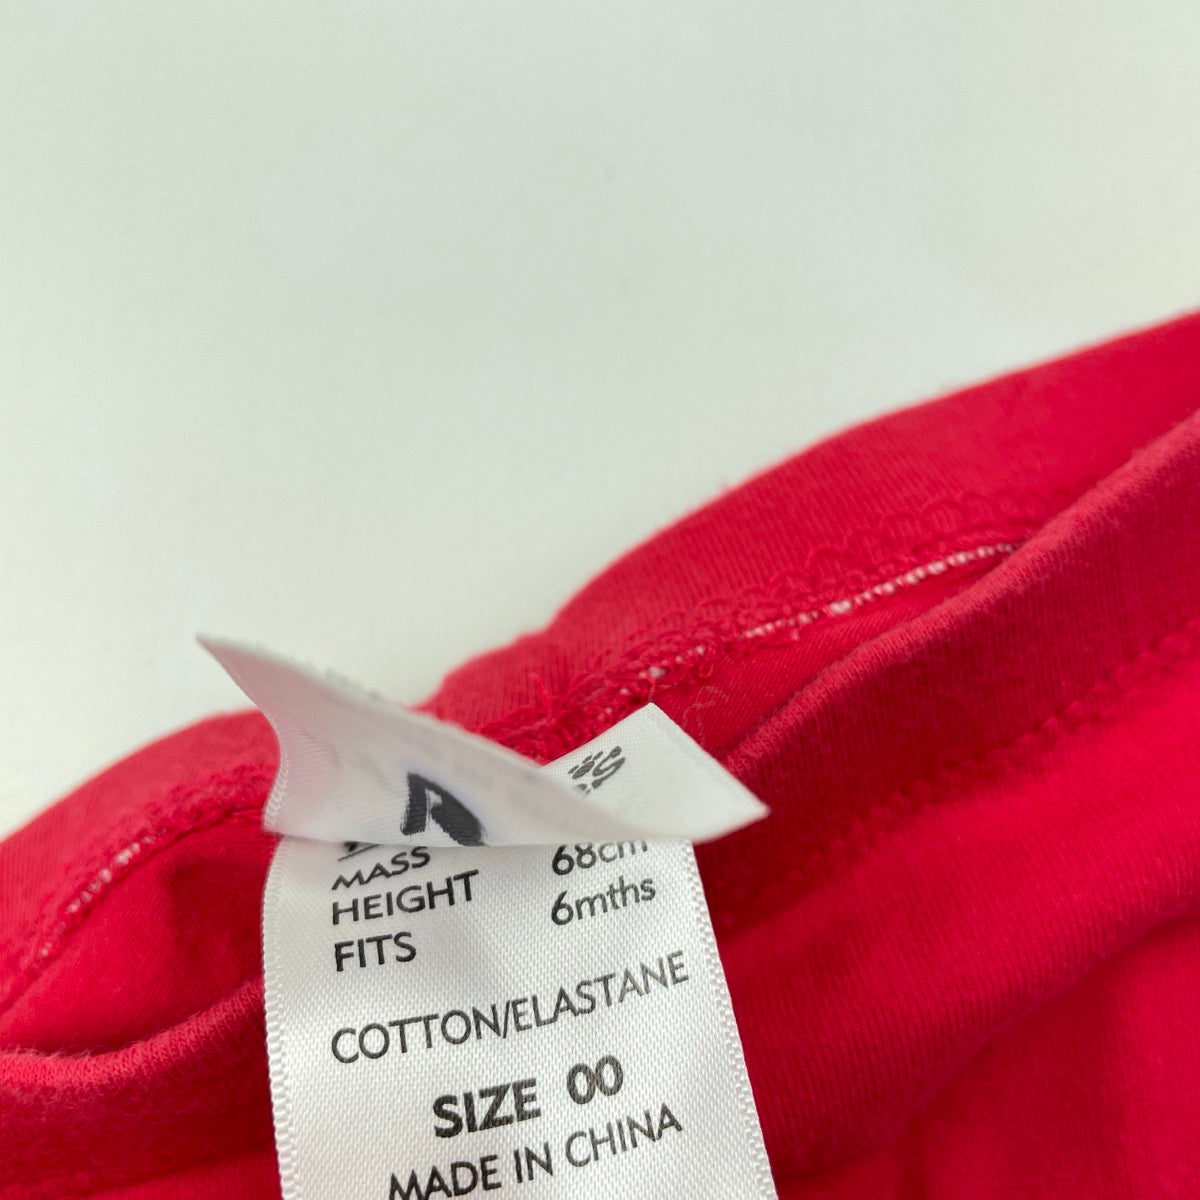 MASS
HEIGHT 68cm
FITS 6mths
COTTON/ELASTANE
SIZE 00
MADE IN CHINA